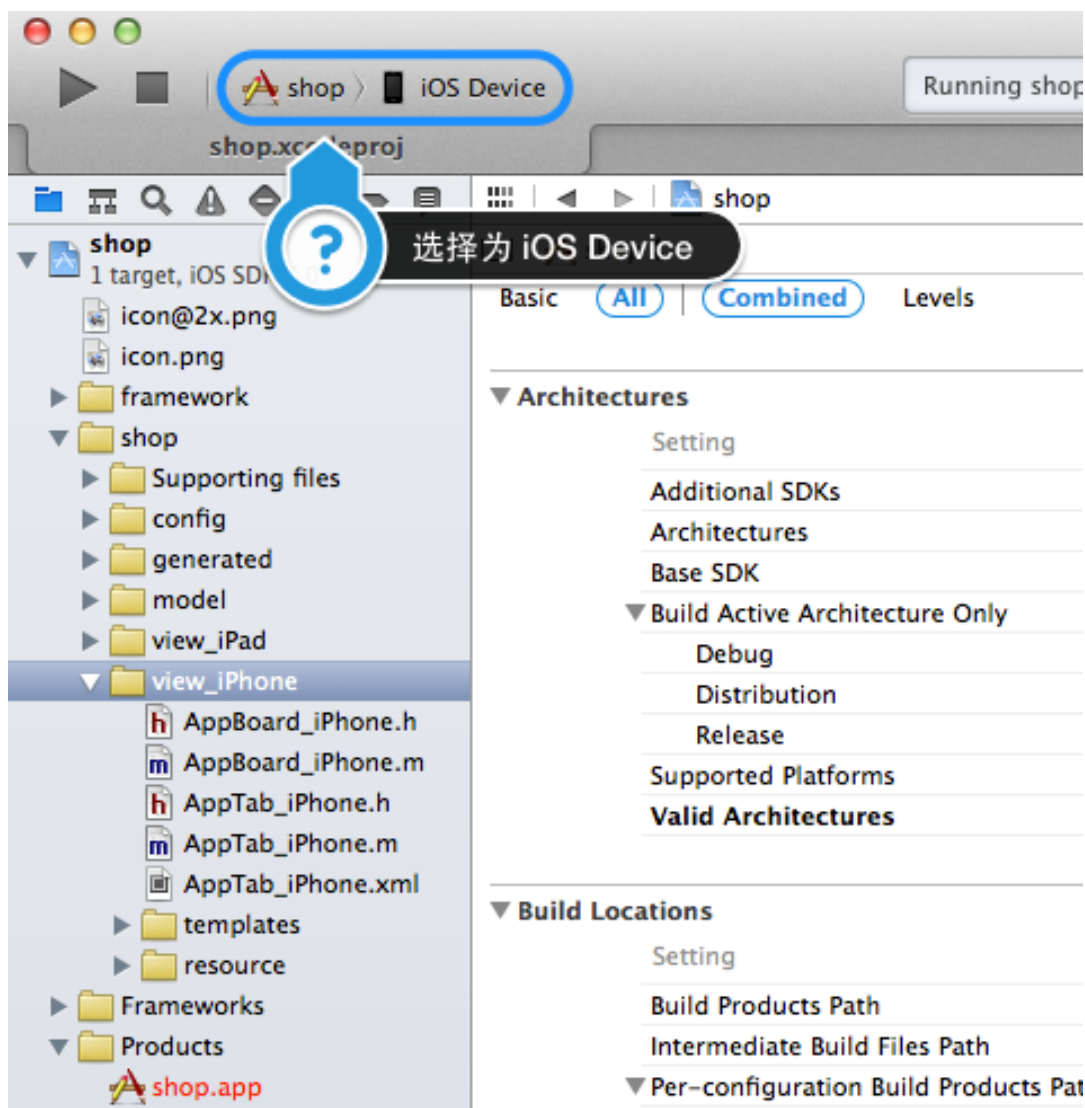 shop 〉 iOS Device
Running shop
shop.xcodeproj
shop
?
选择为 iOS Device
shop
1 target, iOS SD
Basic All Combined Levels
icon@2x.png
icon.png
framework
shop
Supporting files
config
generated
model
view_iPad
view_iPhone
AppBoard_iPhone.h
AppBoard_iPhone.m
AppTab_iPhone.h
AppTab_iPhone.m
AppTab_iPhone.xml
templates
resource
Frameworks
Products
shop.app
Architectures
Setting
Additional SDKs
Architectures
Base SDK
Build Active Architecture Only
Debug
Distribution
Release
Supported Platforms
Valid Architectures
Build Locations
Setting
Build Products Path
Intermediate Build Files Path
Per-configuration Build Products Pat